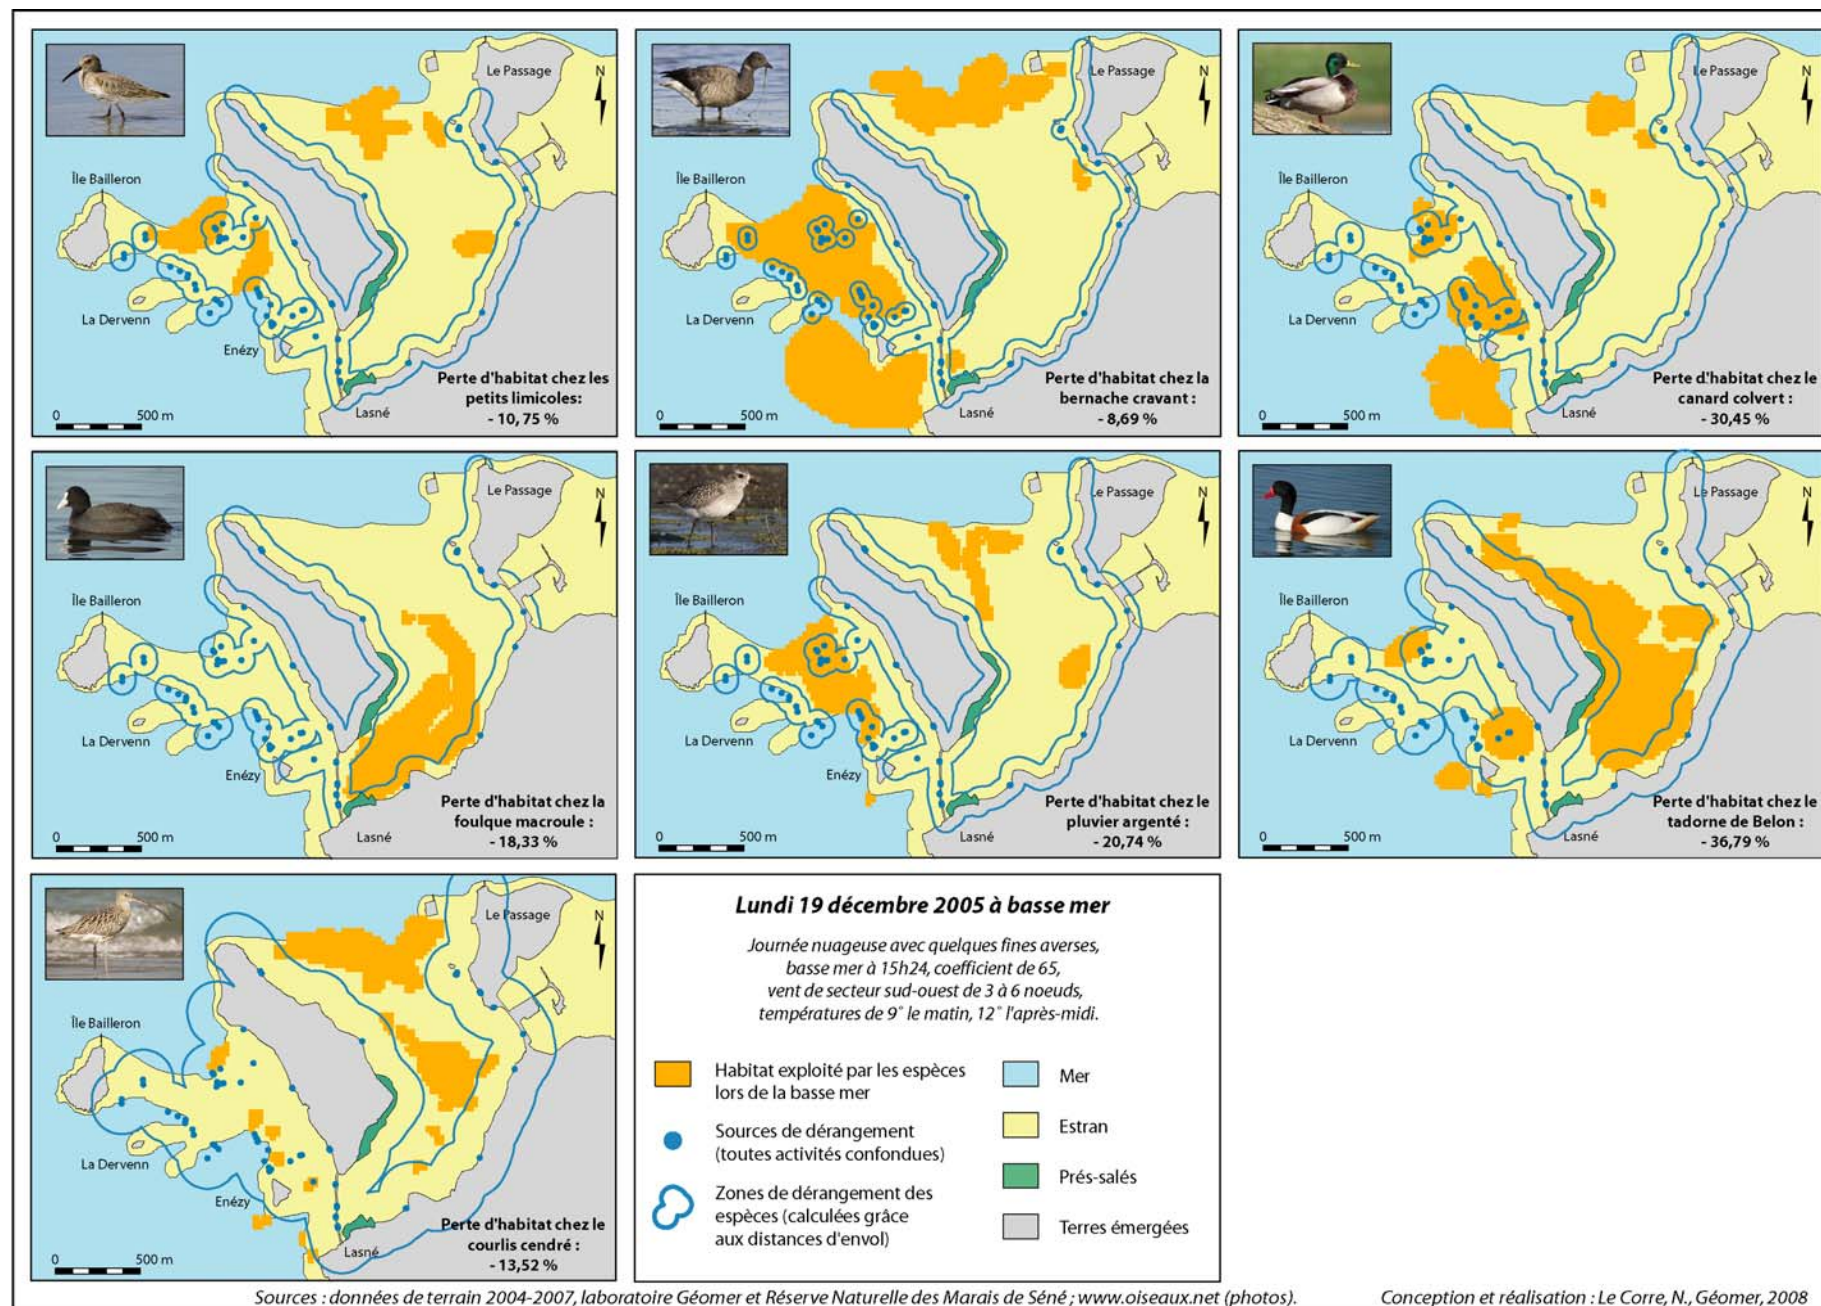 Le Passage
N
Île Bailleron
La Dervenn
Enézy
Lasné
0 500 m
Perte d'habitat chez les
petits limicoles:
- 10,75 %
Le Passage
N
Île Bailleron
La Dervenn
Lasné
0 500 m
Perte d'habitat chez la
bernache cravant :
- 8,69 %
Le Passage
N
Île Bailleron
La Dervenn
Lasné
0 500 m
Perte d'habitat chez le
canard colvert :
- 30,45 %
Le Passage
N
Île Bailleron
La Dervenn
Enézy
Lasné
0 500 m
Perte d'habitat chez la
foulque macroule :
- 18,33 %
Le Passage
N
Île Bailleron
La Dervenn
Enézy
Lasné
0 500 m
Perte d'habitat chez le
pluvier argenté :
- 20,74 %
Le Passage
N
Île Bailleron
La Dervenn
Lasné
0 500 m
Perte d'habitat chez le
tadorne de Belon :
- 36,79 %
Le Passage
N
Île Bailleron
La Dervenn
Enézy
Lasné
0 500 m
Perte d'habitat chez le
courlis cendré :
- 13,52 %
Lundi 19 décembre 2005 à basse mer
Journée nuageuse avec quelques fines averses,
basse mer à 15h24, coefficient de 65,
vent de secteur sud-ouest de 3 à 6 noeuds,
températures de 9° le matin, 12° l'après-midi.
Habitat exploité par les espèces
lors de la basse mer
Sources de dérangement
(toutes activités confondues)
Zones de dérangement des
espèces (calculées grâce
aux distances d'envol)
Mer
Estran
Prés-salés
Terres émergées
Sources : données de terrain 2004-2007, laboratoire Géomer et Réserve Naturelle des Marais de Séné ; www.oiseaux.net (photos). Conception et réalisation : Le Corre, N., Géomer, 2008